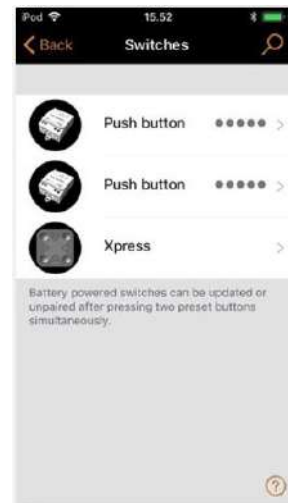 iPod 15.52
Back Switches
Push button
Push button
Xpress
Battery powered switches can be updated or
unpaired after pressing two preset buttons
simultaneously.
?